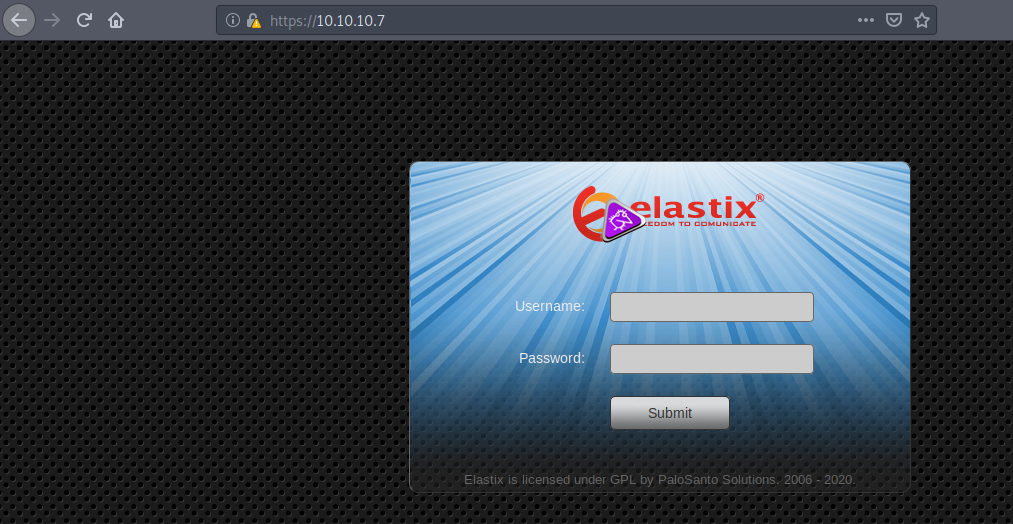 https://10.10.10.7
elastix®
EEDOM TO COMUNICATE
Username:
Password:
Submit
Elastix is licensed under GPL by PaloSanto Solutions. 2006 - 2020.